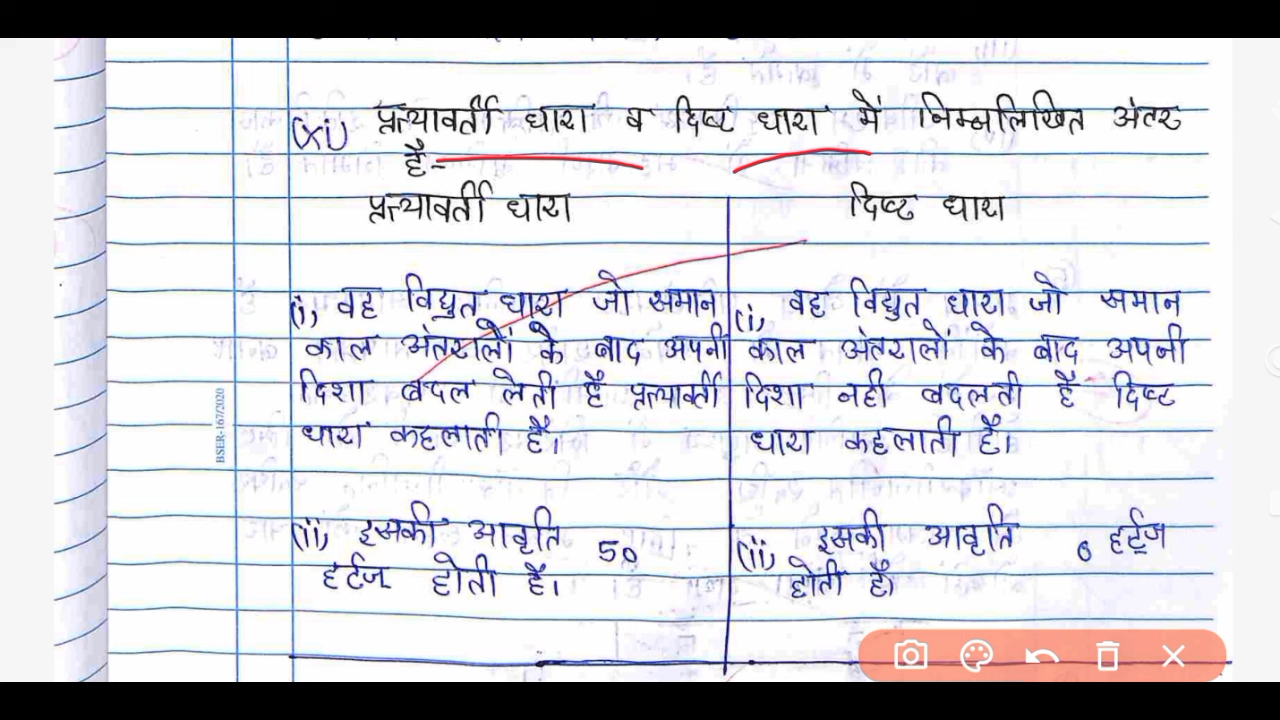 (xi) प्रत्यावर्ती धारा व दिष्ट धारा में निम्नलिखित अंतर
है-
प्रत्यावर्ती धारा
(i), वह विद्युत धारा जो समान
काल अंतरालों के बाद अपनी
दिशा बदल लेती है प्रत्यावर्ती
धारा कहलाती है।
(ii), इसकी आवृति 50
हर्टज् होती है।
दिष्ट धारा
(i), वह विद्युत धारा जो समान
काल अंतरालों के बाद अपनी
दिशा नही बदलती है दिष्ट
धारा कहलाती है।
(ii), इसकी आवृति 0 हर्ट्ज
होती है।
BSER-167/2020